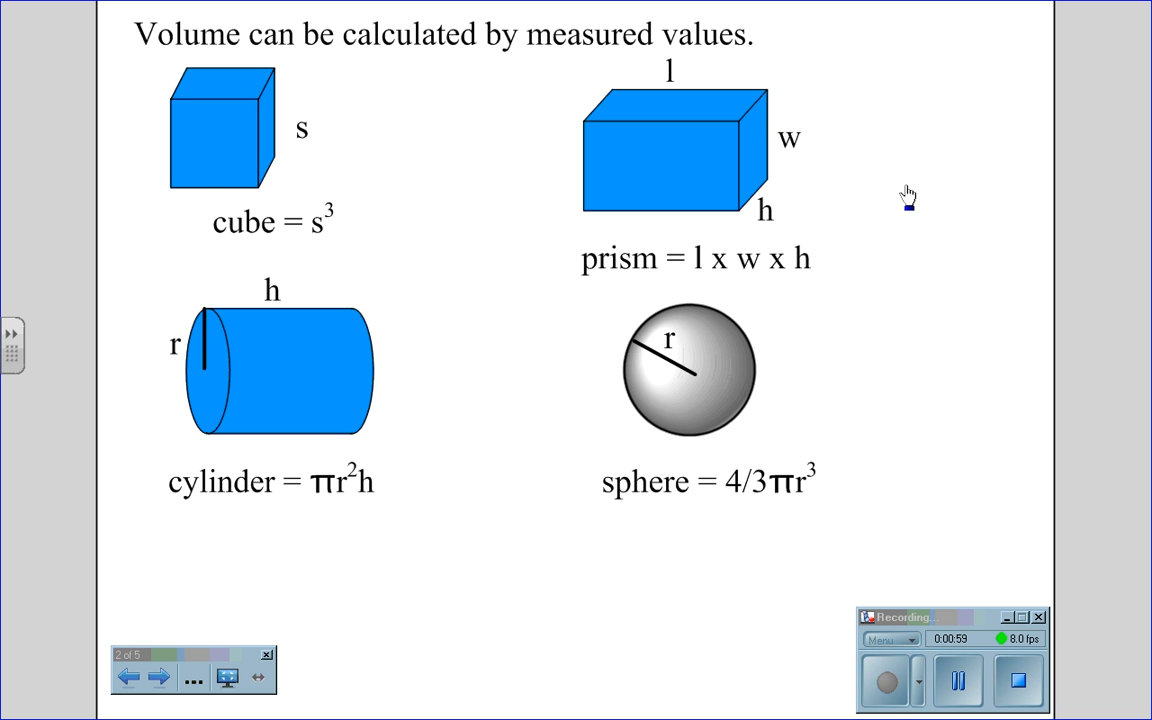 Volume can be calculated by measured values.
l
s
w
h
cube = s³
prism = l x w x h
h
r
r
cylinder = πr²h
sphere = 4/3πr³
Recording...
Menu
0:00:59
8.0 fps
2 of 5
...